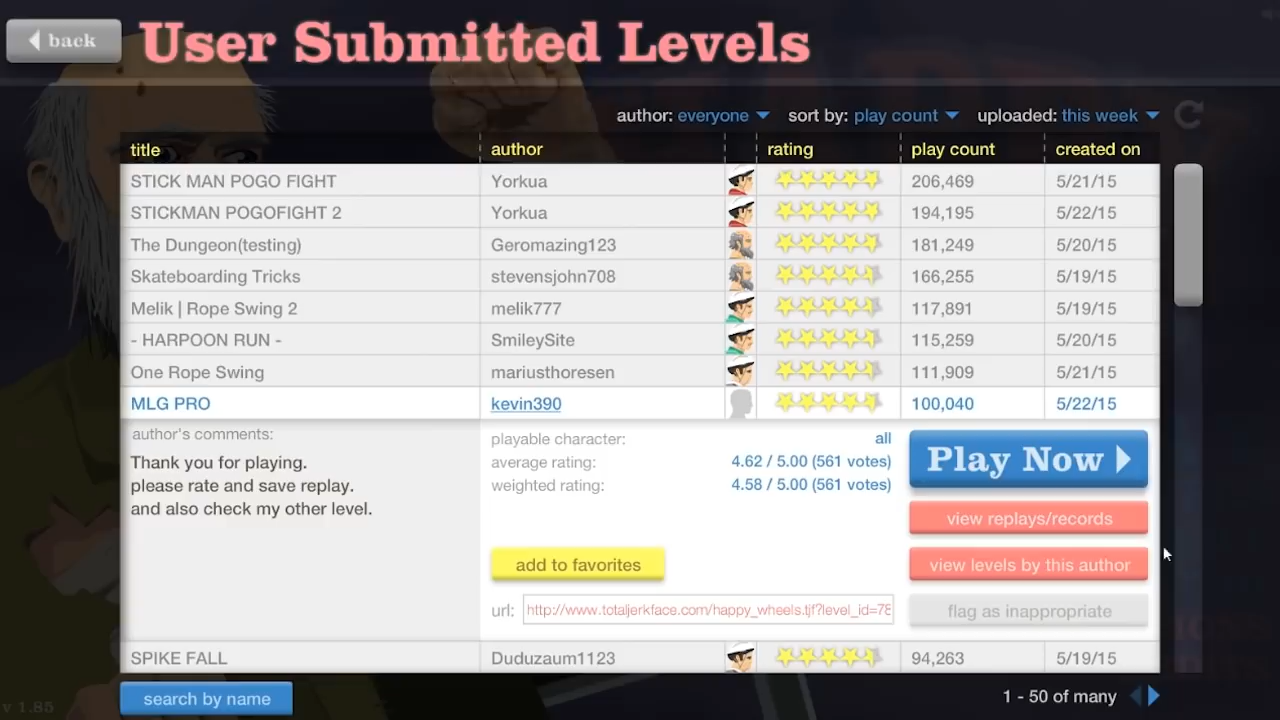 back
User Submitted Levels
author: everyone sort by: play count uploaded: this week
title author rating play count created on
STICK MAN POGO FIGHT Yorkua 206,469 5/21/15
STICKMAN POGOFIGHT 2 Yorkua 194,195 5/22/15
The Dungeon(testing) Geromazing123 181,249 5/20/15
Skateboarding Tricks stevensjohn708 166,255 5/19/15
Melik | Rope Swing 2 melik777 117,891 5/19/15
- HARPOON RUN - SmileySite 115,259 5/20/15
One Rope Swing mariusthoresen 111,909 5/21/15
MLG PRO kevin390 100,040 5/22/15
author's comments:
Thank you for playing.
please rate and save replay.
and also check my other level.
playable character: all
average rating: 4.62 / 5.00 (561 votes)
weighted rating: 4.58 / 5.00 (561 votes)
add to favorites
url: http://www.totaljerkface.com/happy_wheels.tjf?level_id=78
Play Now
view replays/records
view levels by this author
flag as inappropriate
SPIKE FALL Duduzaum1123 94,263 5/19/15
search by name
1 - 50 of many
v 1.85